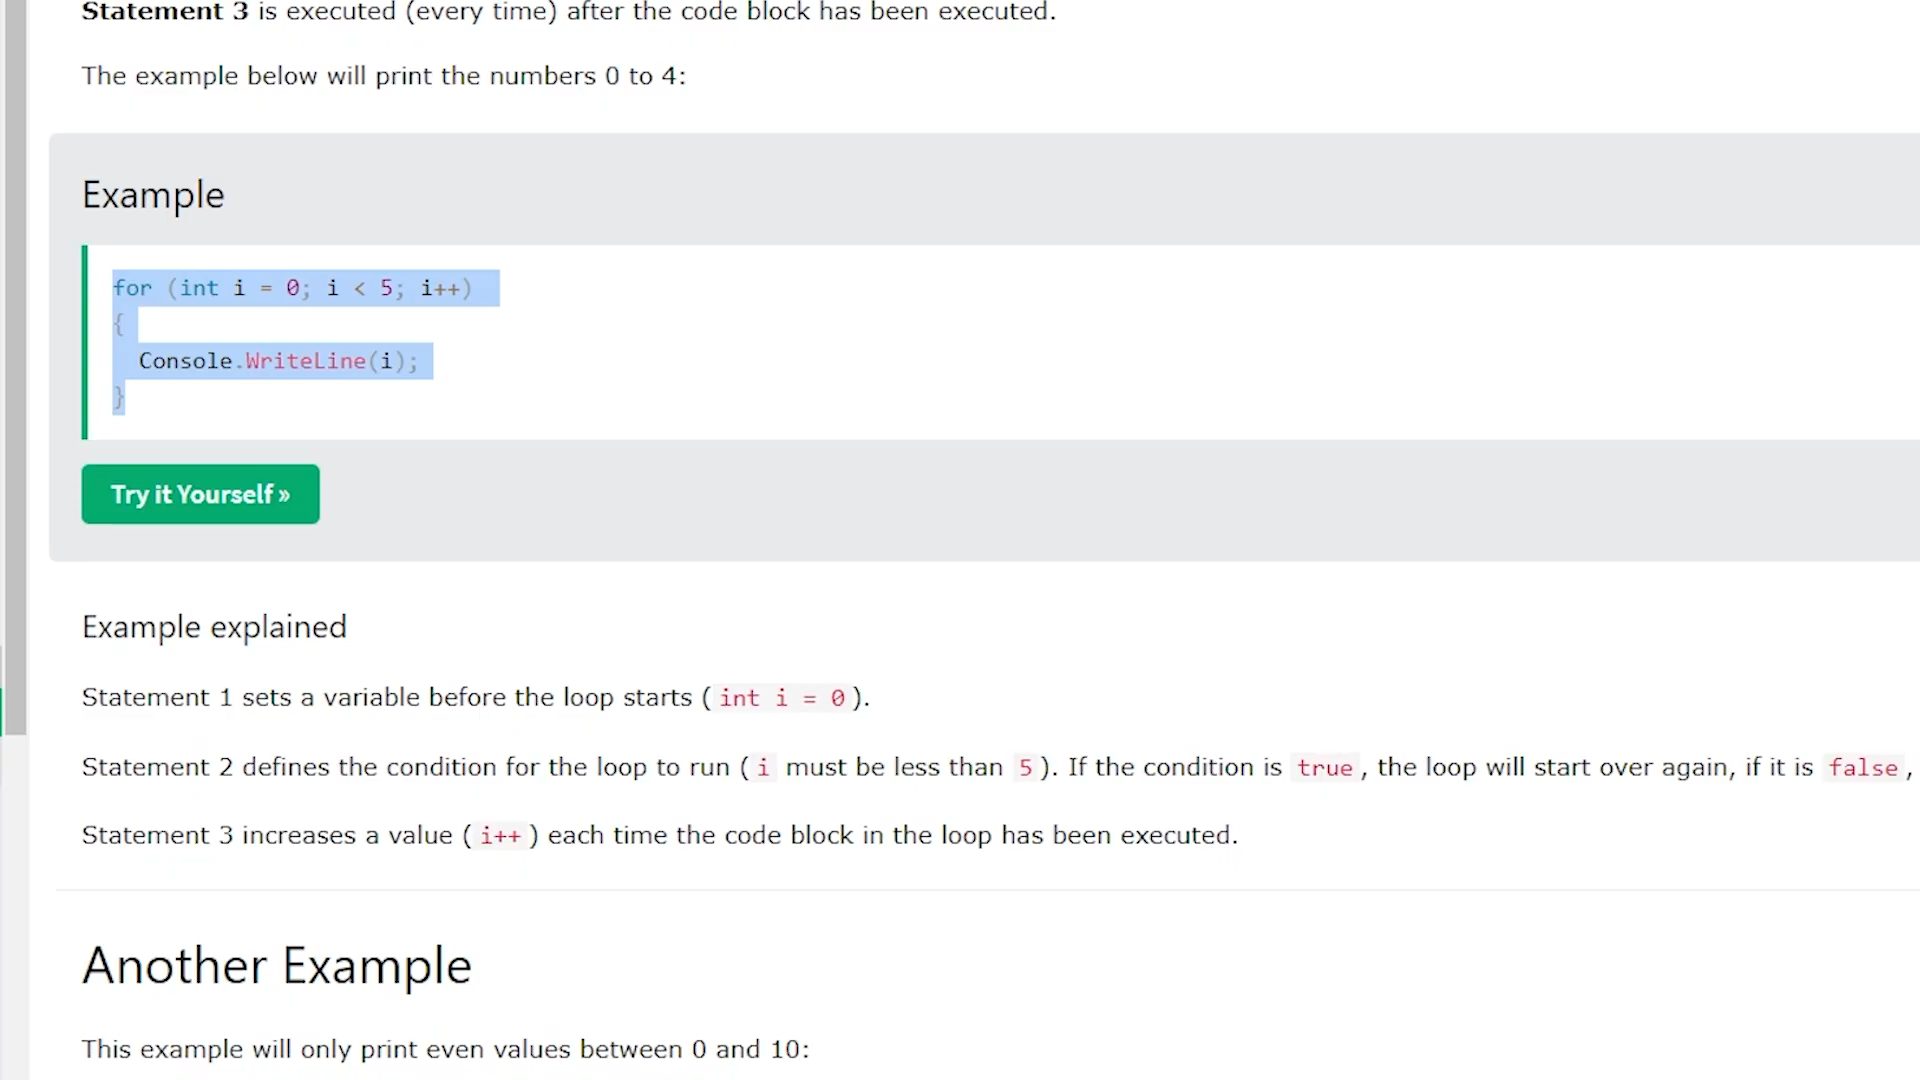 Statement 3 is executed (every time) after the code block has been executed.
The example below will print the numbers 0 to 4:
Example
for (int i = 0; i < 5; i++)
{
  Console.WriteLine(i);
}
Try it Yourself »
Example explained
Statement 1 sets a variable before the loop starts ( int i = 0 ).
Statement 2 defines the condition for the loop to run ( i must be less than 5 ). If the condition is true , the loop will start over again, if it is false ,
Statement 3 increases a value ( i++ ) each time the code block in the loop has been executed.
Another Example
This example will only print even values between 0 and 10: